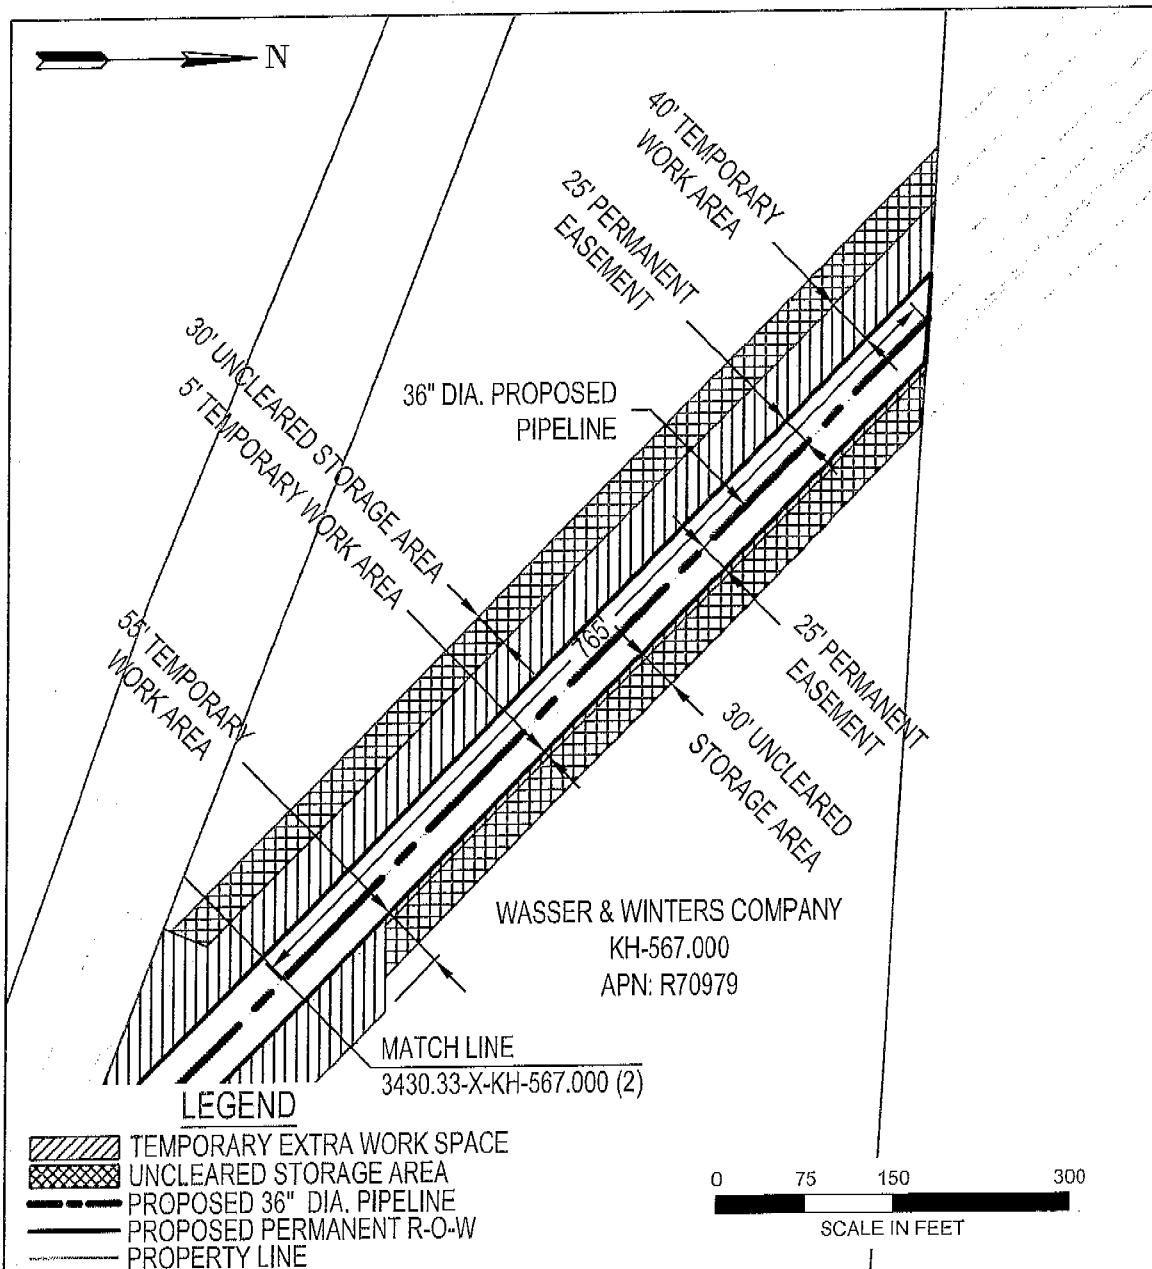 N
40' TEMPORARY
WORK AREA
25' PERMANENT
EASEMENT
30' UNCLEARED STORAGE AREA
5' TEMPORARY WORK AREA
36" DIA. PROPOSED
PIPELINE
55' TEMPORARY
WORK AREA
765'
25' PERMANENT
EASEMENT
30' UNCLEARED
STORAGE AREA
WASSER & WINTERS COMPANY
KH-567.000
APN: R70979
MATCH LINE
3430.33-X-KH-567.000 (2)
LEGEND
TEMPORARY EXTRA WORK SPACE
UNCLEARED STORAGE AREA
PROPOSED 36" DIA. PIPELINE
PROPOSED PERMANENT R-O-W
PROPERTY LINE
0 75 150 300
SCALE IN FEET